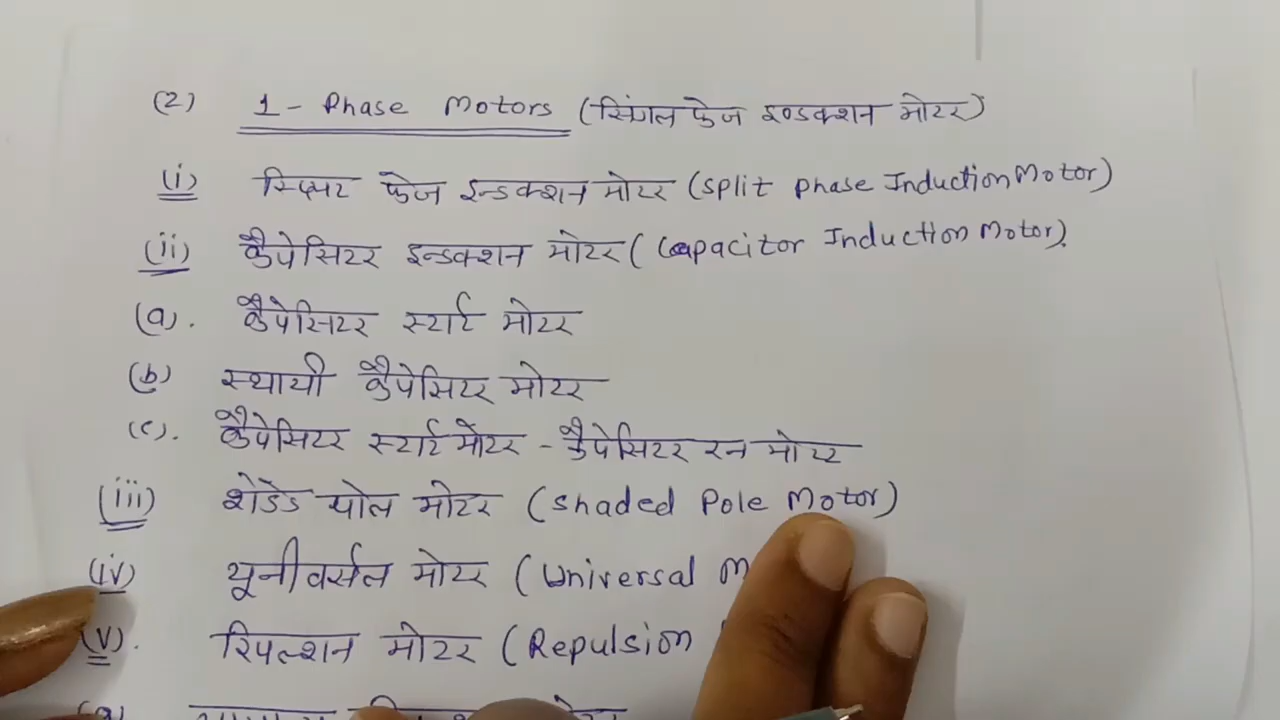 (2) 1 - Phase Motors (सिंगल फेज इण्डक्शन मोटर)
(i) स्पिलट फेज इन्डक्शन मोटर (Split Phase Induction Motor)
(ii) कैपेसिटर इन्डक्शन मोटर (Capacitor Induction Motor)
(a). कैपेसिटर स्टार्ट मोटर
(b) स्थायी कैपेसिटर मोटर
(c). कैपेसिटर स्टार्ट मोटर - कैपेसिटर रन मोटर
(iii) शेडेड पोल मोटर (Shaded Pole Motor)
(iv) यूनीवर्सल मोटर (Universal M
(v). रिपल्शन मोटर (Repulsion
(a)